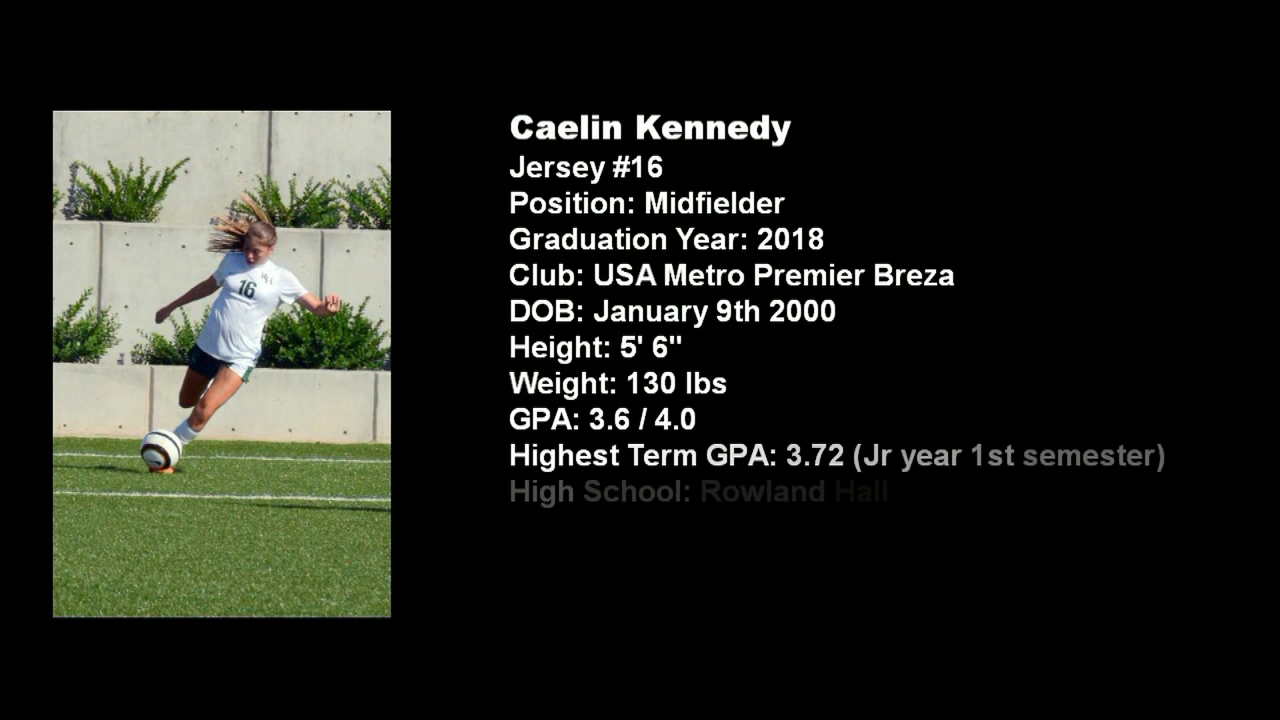 Caelin Kennedy
Jersey #16
Position: Midfielder
Graduation Year: 2018
Club: USA Metro Premier Breza
DOB: January 9th 2000
Height: 5' 6"
Weight: 130 lbs
GPA: 3.6 / 4.0
Highest Term GPA: 3.72 (Jr year 1st semester)
High School: Rowland Hall
16